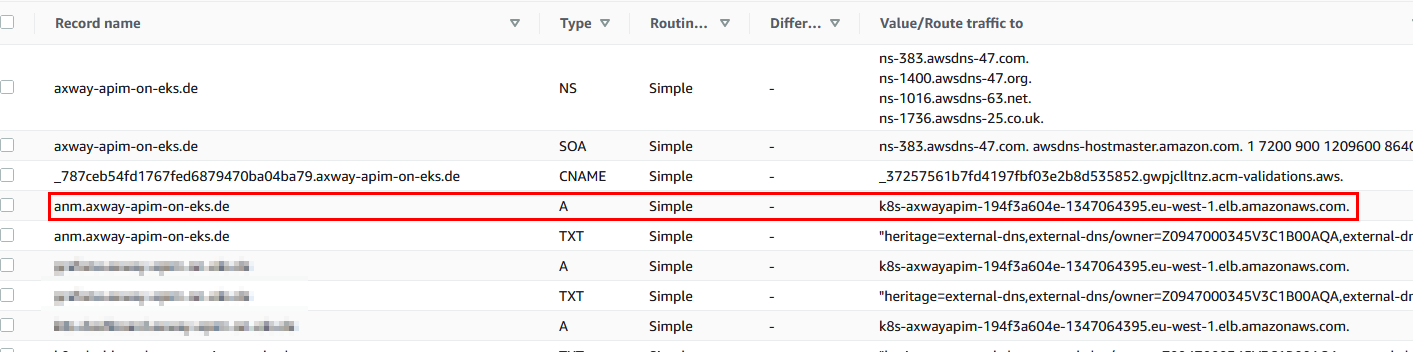 Record name Type Routin... Differ... Value/Route traffic to
axway-apim-on-eks.de NS Simple - ns-383.awsdns-47.com.
ns-1400.awsdns-47.org.
ns-1016.awsdns-63.net.
ns-1736.awsdns-25.co.uk.
axway-apim-on-eks.de SOA Simple - ns-383.awsdns-47.com. awsdns-hostmaster.amazon.com. 1 7200 900 1209600 8640
_787ceb54fd1767fed6879470ba04ba79.axway-apim-on-eks.de CNAME Simple - _37257561b7fd4197fbf03e2b8d535852.gwpjclltnz.acm-validations.aws.
anm.axway-apim-on-eks.de A Simple - k8s-axwayapim-194f3a604e-1347064395.eu-west-1.elb.amazonaws.com.
anm.axway-apim-on-eks.de TXT Simple - "heritage=external-dns,external-dns/owner=Z0947000345V3C1B00AQA,external-dn
A Simple - k8s-axwayapim-194f3a604e-1347064395.eu-west-1.elb.amazonaws.com.
TXT Simple - "heritage=external-dns,external-dns/owner=Z0947000345V3C1B00AQA,external-dn
A Simple - k8s-axwayapim-194f3a604e-1347064395.eu-west-1.elb.amazonaws.com.